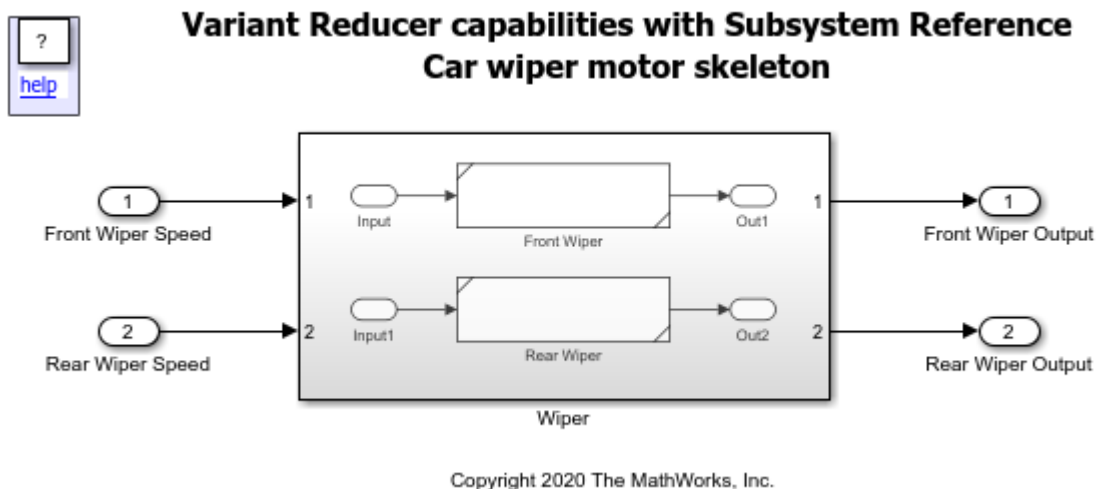 Variant Reducer capabilities with Subsystem Reference
Car wiper motor skeleton
?
help
1
Front Wiper Speed
1
Input
Front Wiper
Out1
1
1
Front Wiper Output
2
Rear Wiper Speed
2
Input1
Rear Wiper
Out2
2
2
Rear Wiper Output
Wiper
Copyright 2020 The MathWorks, Inc.